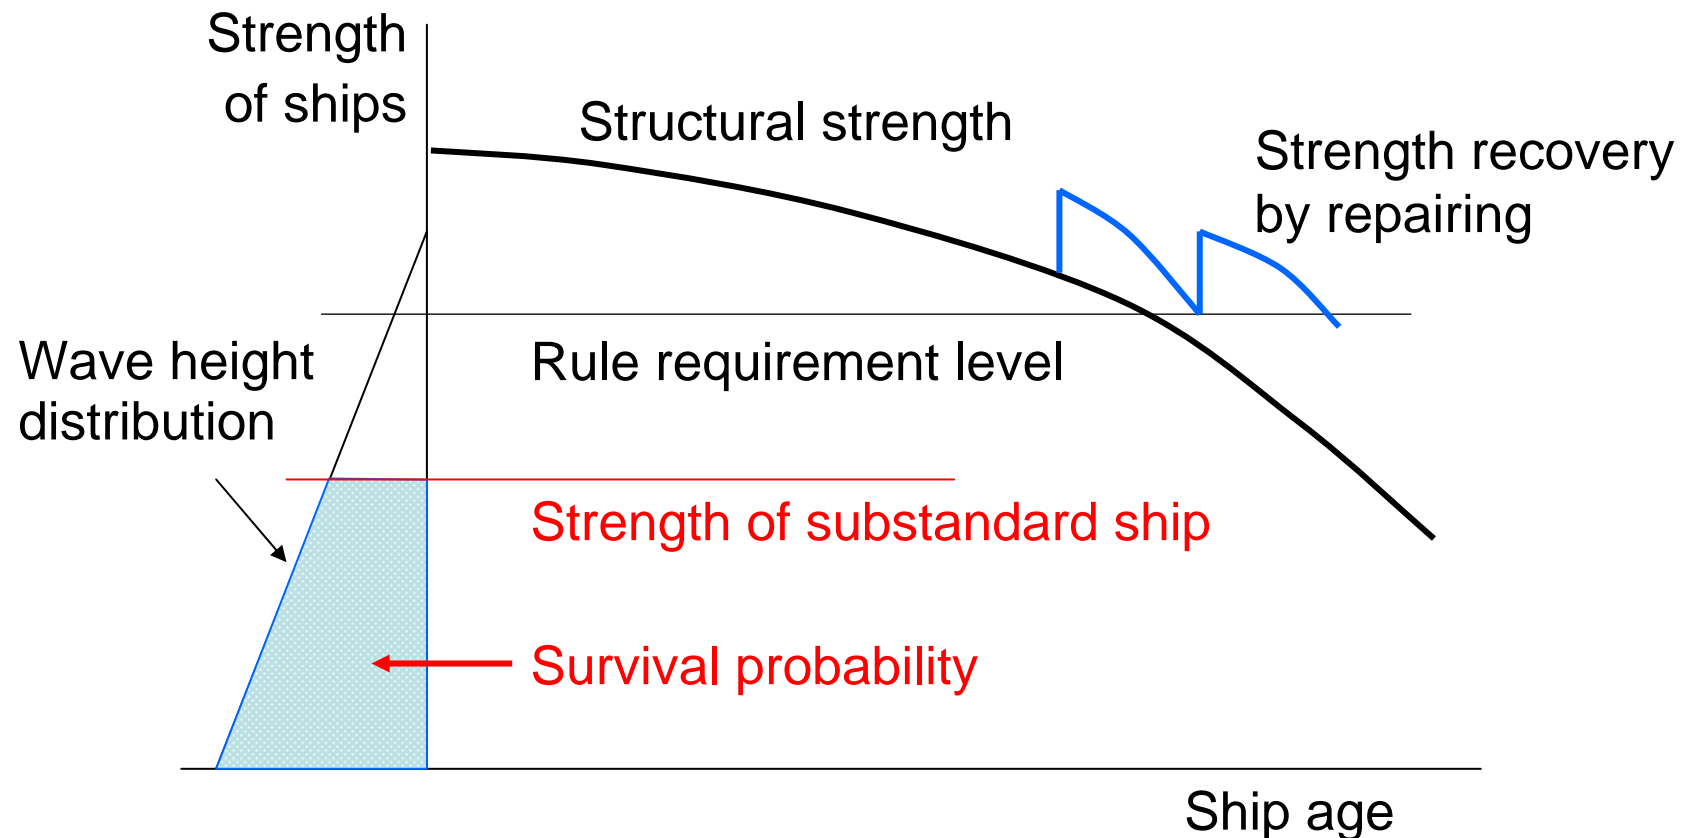 Strength
of ships
Structural strength
Strength recovery
by repairing
Wave height
distribution
Rule requirement level
Strength of substandard ship
Survival probability
Ship age